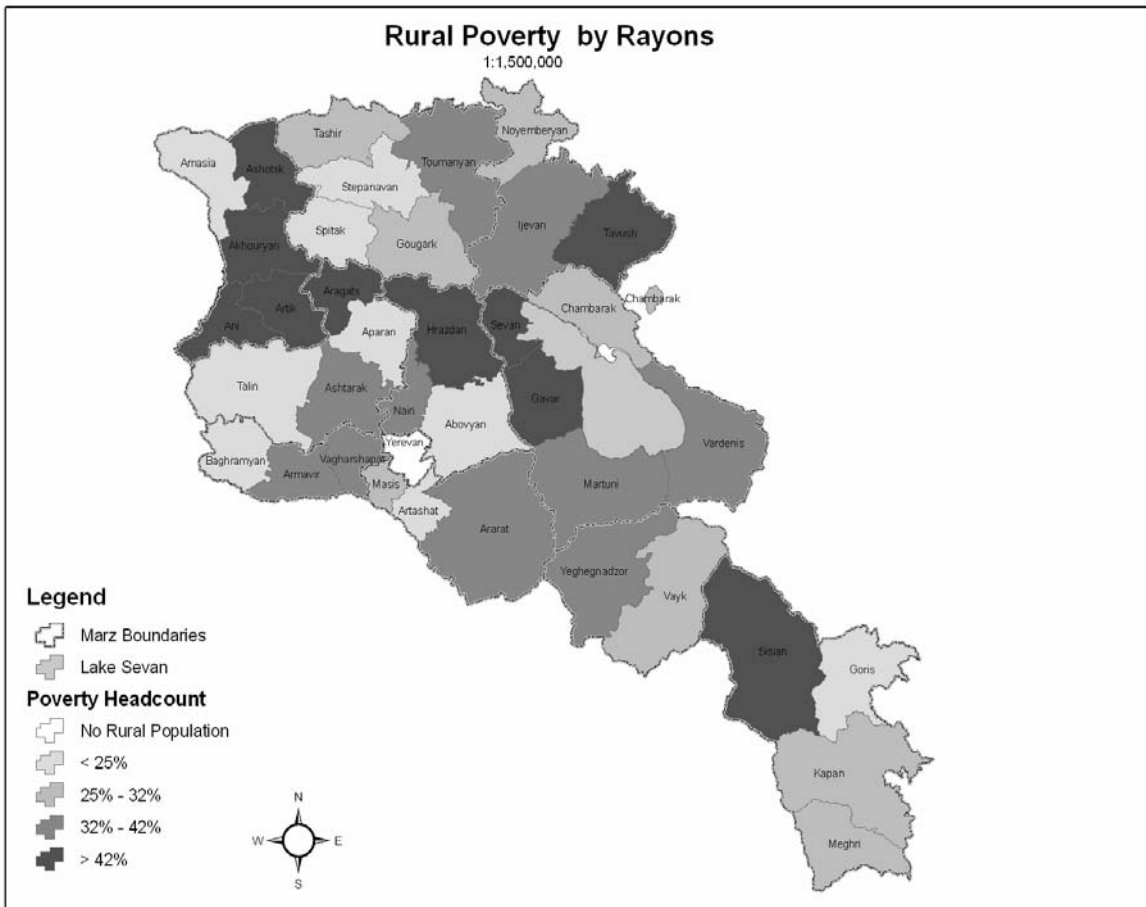 Rural Poverty by Rayons
1:1,500,000
Noyemberyan
Tashir
Amasia
Ashotsk
Toumanyan
Stepanavan
Ijevan
Tavush
Spitak
Gougark
Akhouryan
Aragats
Chambarak
Chambarak
Artik
Ani
Aparan
Hrazdan
Sevan
Talin
Ashtarak
Nairi
Gavar
Abovyan
Yerevan
Vardenis
Baghramyan
Armavir
Vagharshapat
Masis
Martuni
Artashat
Ararat
Yeghegnadzor
Vayk
Sisian
Goris
Kapan
Meghri
Legend
Marz Boundaries
Lake Sevan
Poverty Headcount
No Rural Population
< 25%
25% - 32%
32% - 42%
> 42%
N
W E
S